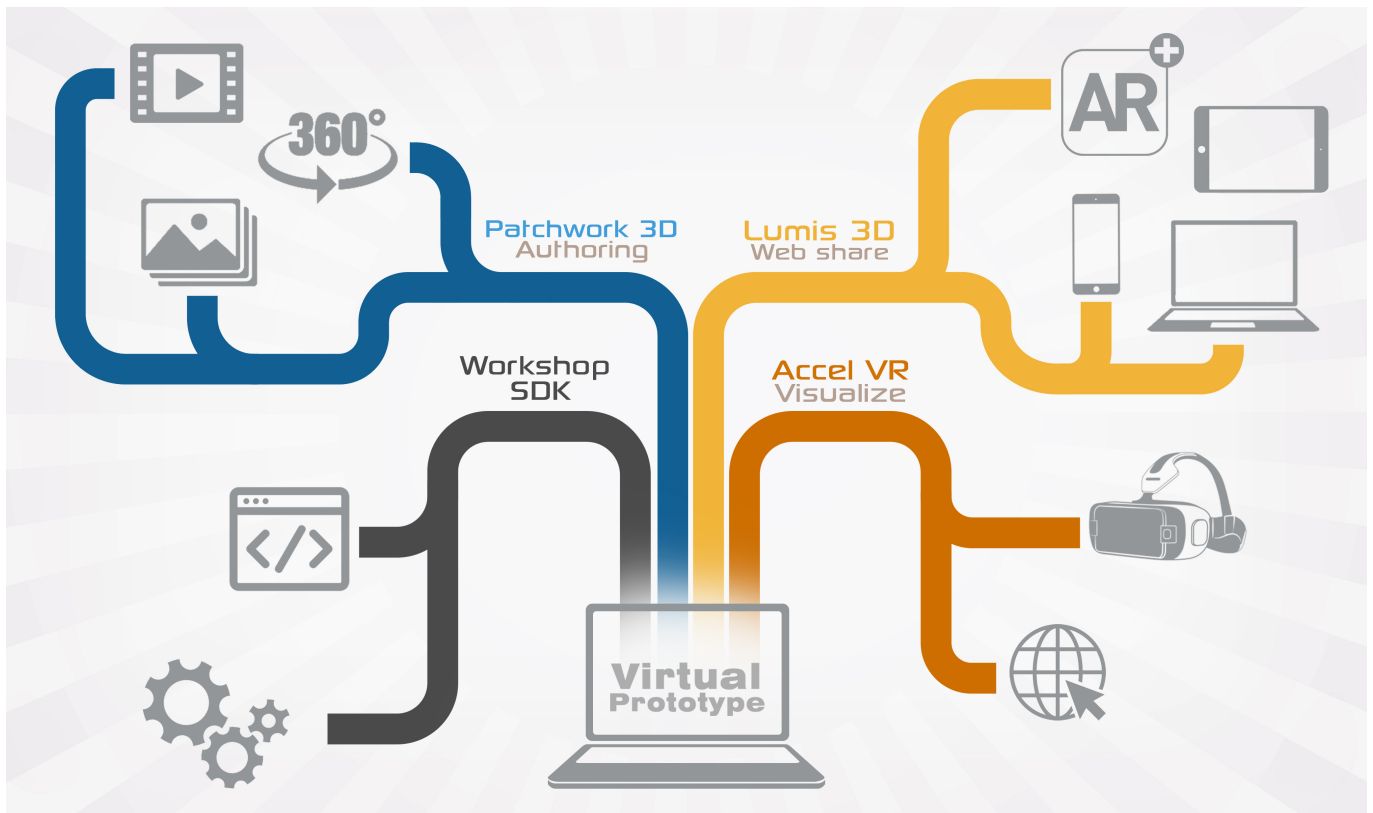 360°
AR
Patchwork 3D
Authoring
Lumis 3D
Web share
Workshop
SDK
Accel VR
Visualize
</>
Virtual
Prototype